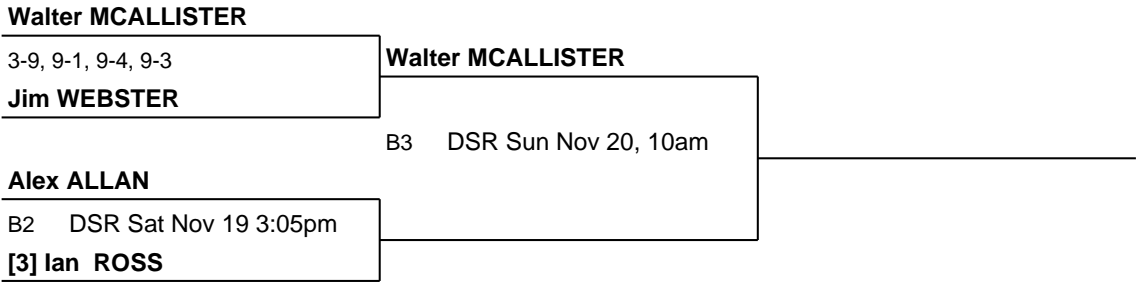 Walter MCALLISTER
3-9, 9-1, 9-4, 9-3
Jim WEBSTER
Walter MCALLISTER
B3 DSR Sun Nov 20, 10am
Alex ALLAN
B2 DSR Sat Nov 19 3:05pm
[3] Ian ROSS